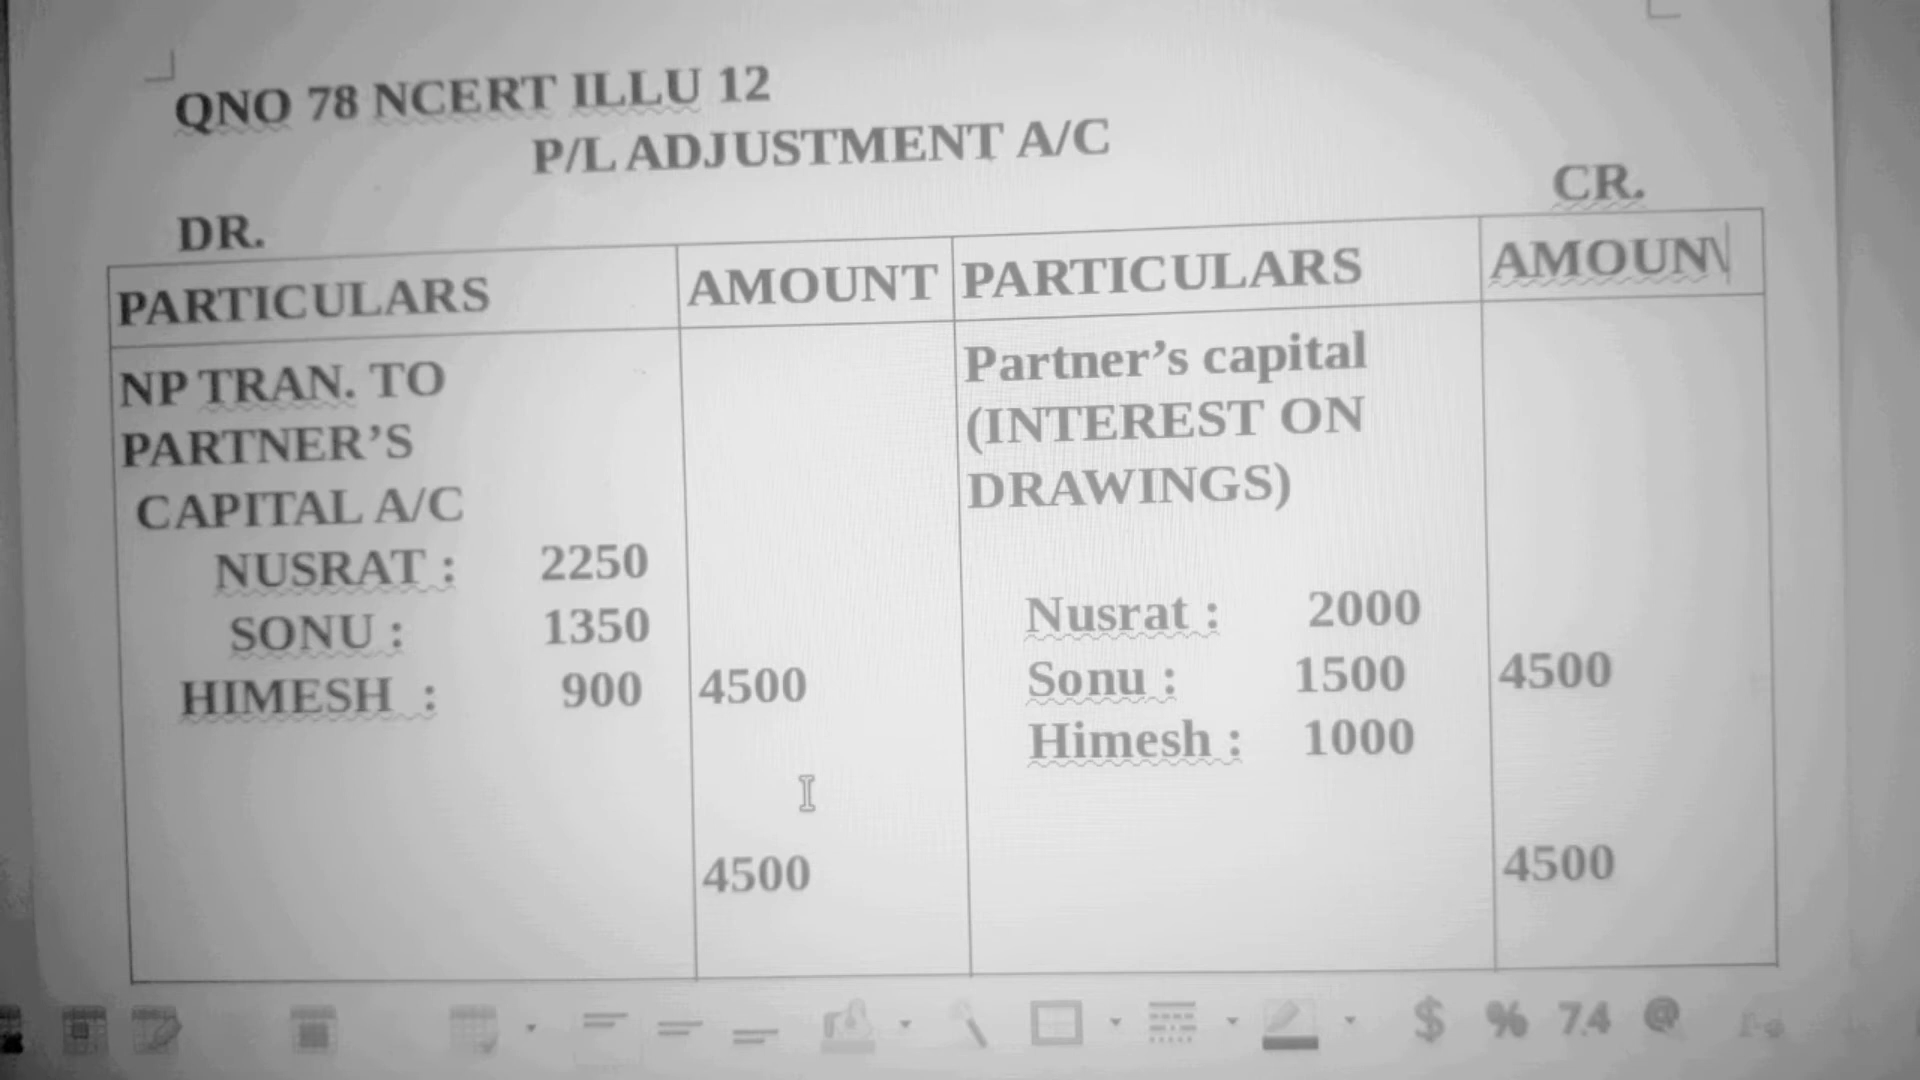 QNO 78 NCERT ILLU 12
P/L ADJUSTMENT A/C
DR.
CR.
PARTICULARS AMOUNT PARTICULARS AMOUN\
NP TRAN. TO
PARTNER’S
CAPITAL A/C
NUSRAT : 2250
SONU : 1350
HIMESH : 900 4500
4500
Partner’s capital
(INTEREST ON
DRAWINGS)
Nusrat : 2000
Sonu : 1500 4500
Himesh : 1000
4500
$ % 7.4 @